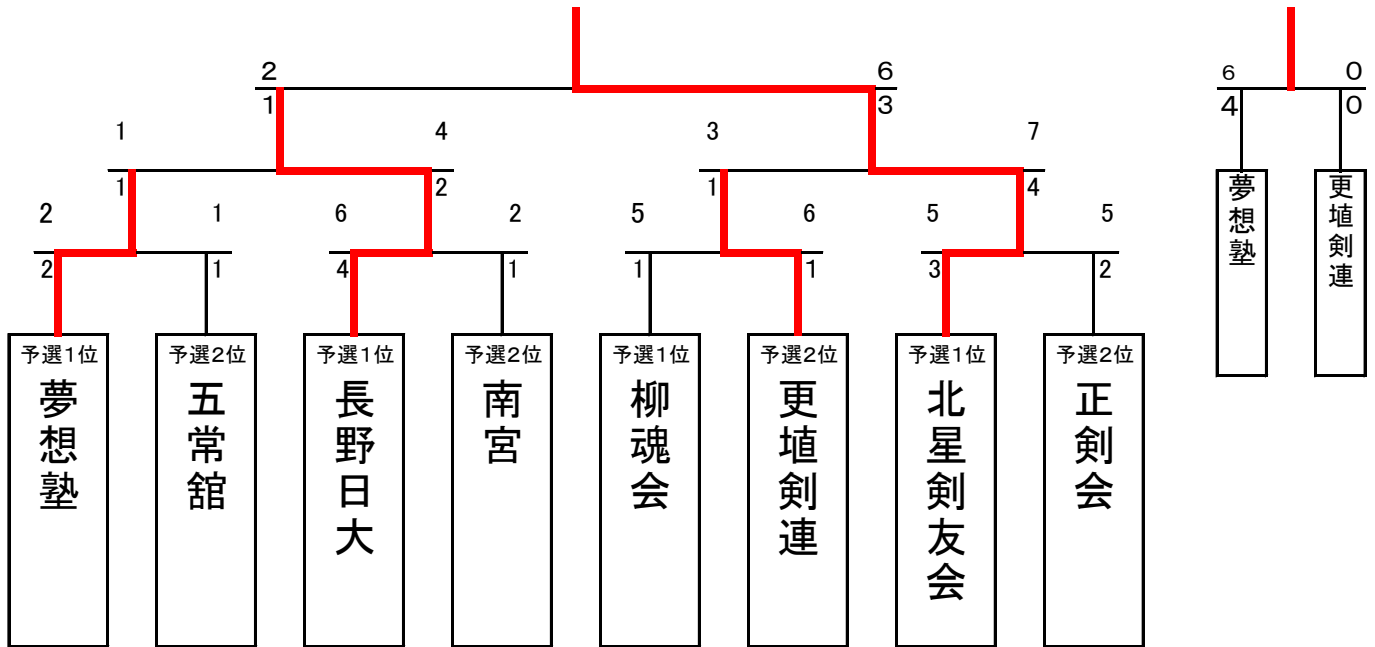 2 6 6 0
1 3 4 0
1 4 3 7
1 2 1 4
2 1 6 2 5 6 5 5
2 1 4 1 1 1 3 2
夢想塾
更埴剣連
予選1位
夢想塾
予選2位
五常舘
予選1位
長野日大
予選2位
南宮
予選1位
柳魂会
予選2位
更埴剣連
予選1位
北星剣友会
予選2位
正剣会